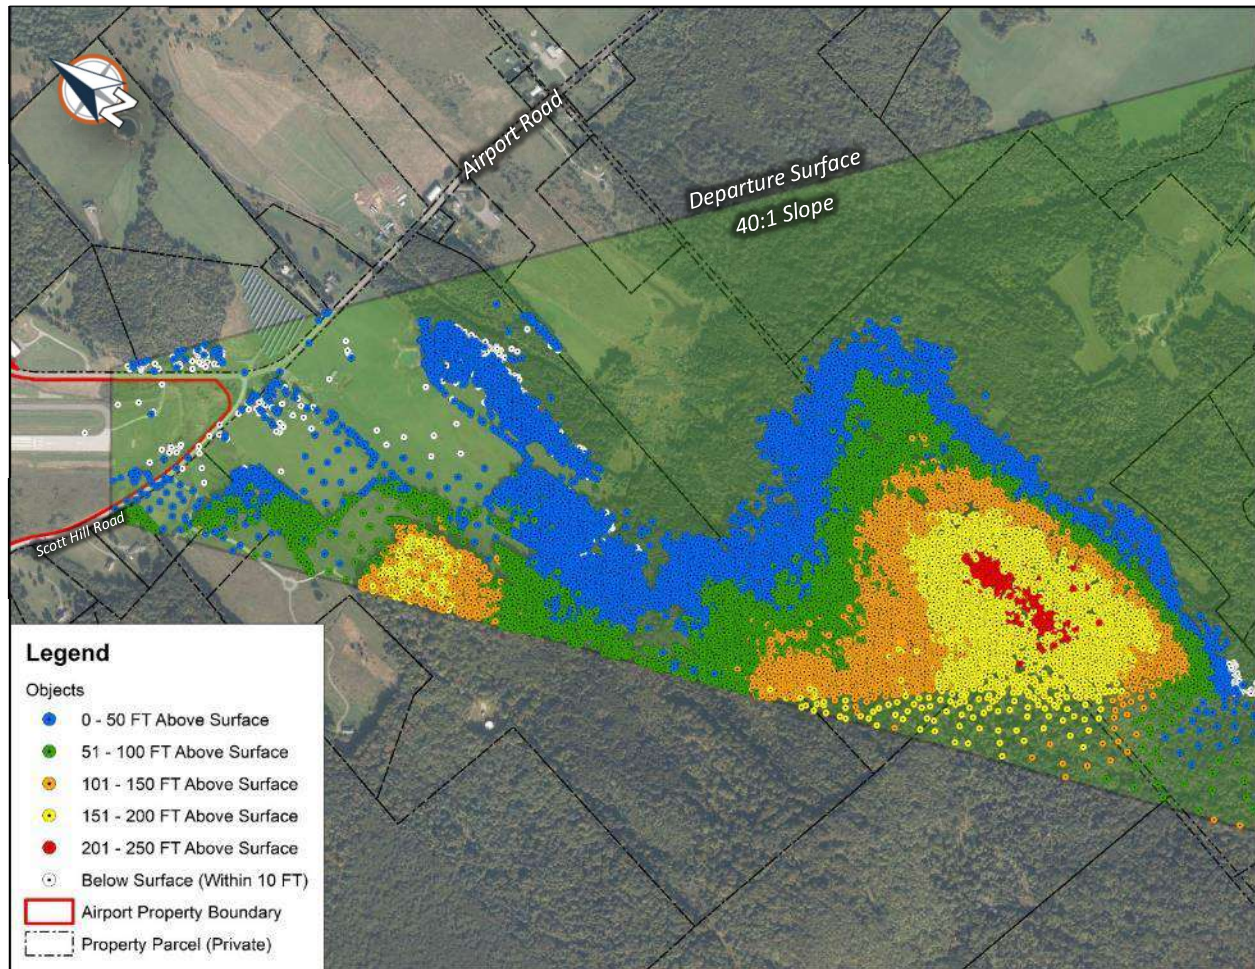 Airport Road
Departure Surface
40:1 Slope
Scott Hill Road
Legend
Objects
0 - 50 FT Above Surface
51 - 100 FT Above Surface
101 - 150 FT Above Surface
151 - 200 FT Above Surface
201 - 250 FT Above Surface
Below Surface (Within 10 FT)
Airport Property Boundary
Property Parcel (Private)